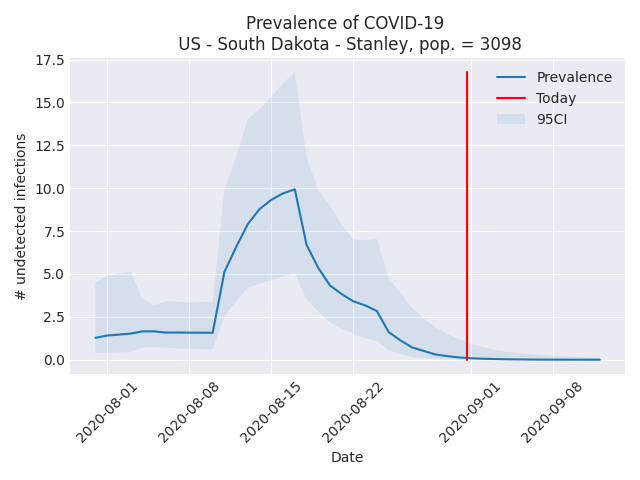 Prevalence of COVID-19
US - South Dakota - Stanley, pop. = 3098
17.5
15.0
12.5
10.0
7.5
5.0
2.5
0.0
# undetected infections
Prevalence
Today
95CI
2020-08-01
2020-08-08
2020-08-15
2020-08-22
2020-09-01
2020-09-08
Date